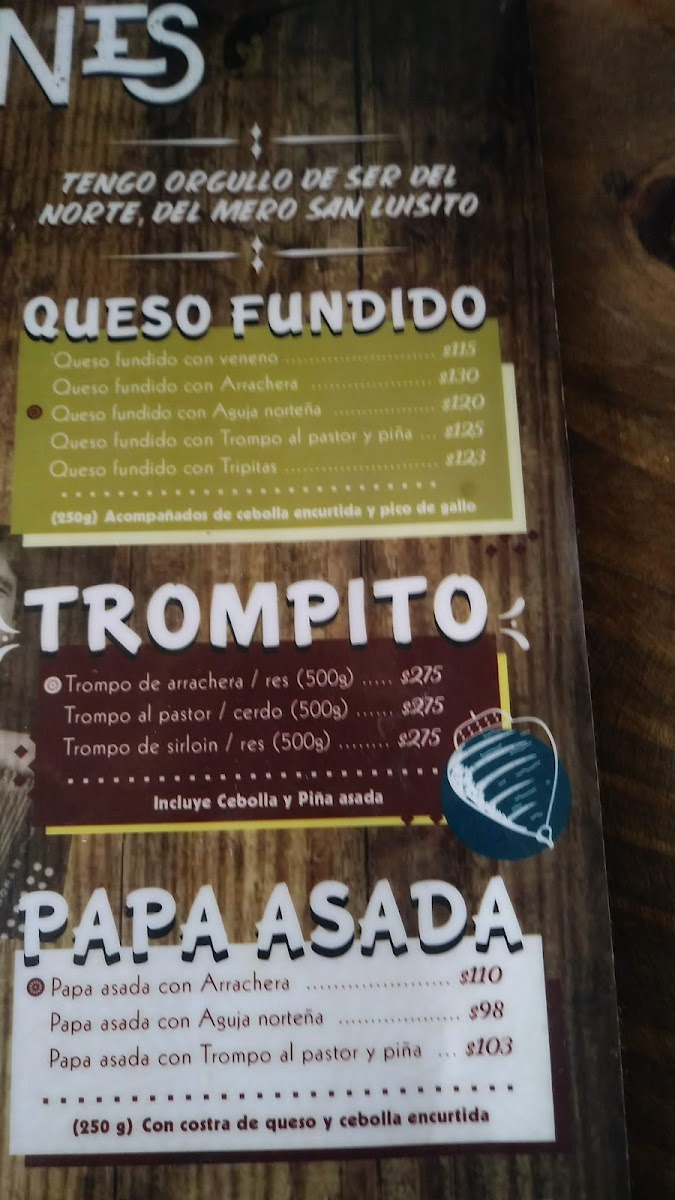 NES
TENGO ORGULLO DE SER DEL
NORTE, DEL MERO SAN LUISITO
QUESO FUNDIDO
Queso fundido con veneno ........................ $115
Queso fundido con Arrachera .................... $130
Queso fundido con Aguja norteña ................. $120
Queso fundido con Trompo al pastor y piña ... $125
Queso fundido con Tripitas ........................ $123
(250g) Acompañados de cebolla encurtida y pico de gallo
TROMPITO
Trompo de arrachera / res (500g) ..... $275
Trompo al pastor / cerdo (500g) ...... $275
Trompo de sirloin / res (500g) ........ $275
Incluye Cebolla y Piña asada
PAPA ASADA
Papa asada con Arrachera ...................... $110
Papa asada con Aguja norteña ................... $98
Papa asada con Trompo al pastor y piña ... $103
(250 g) Con costra de queso y cebolla encurtida